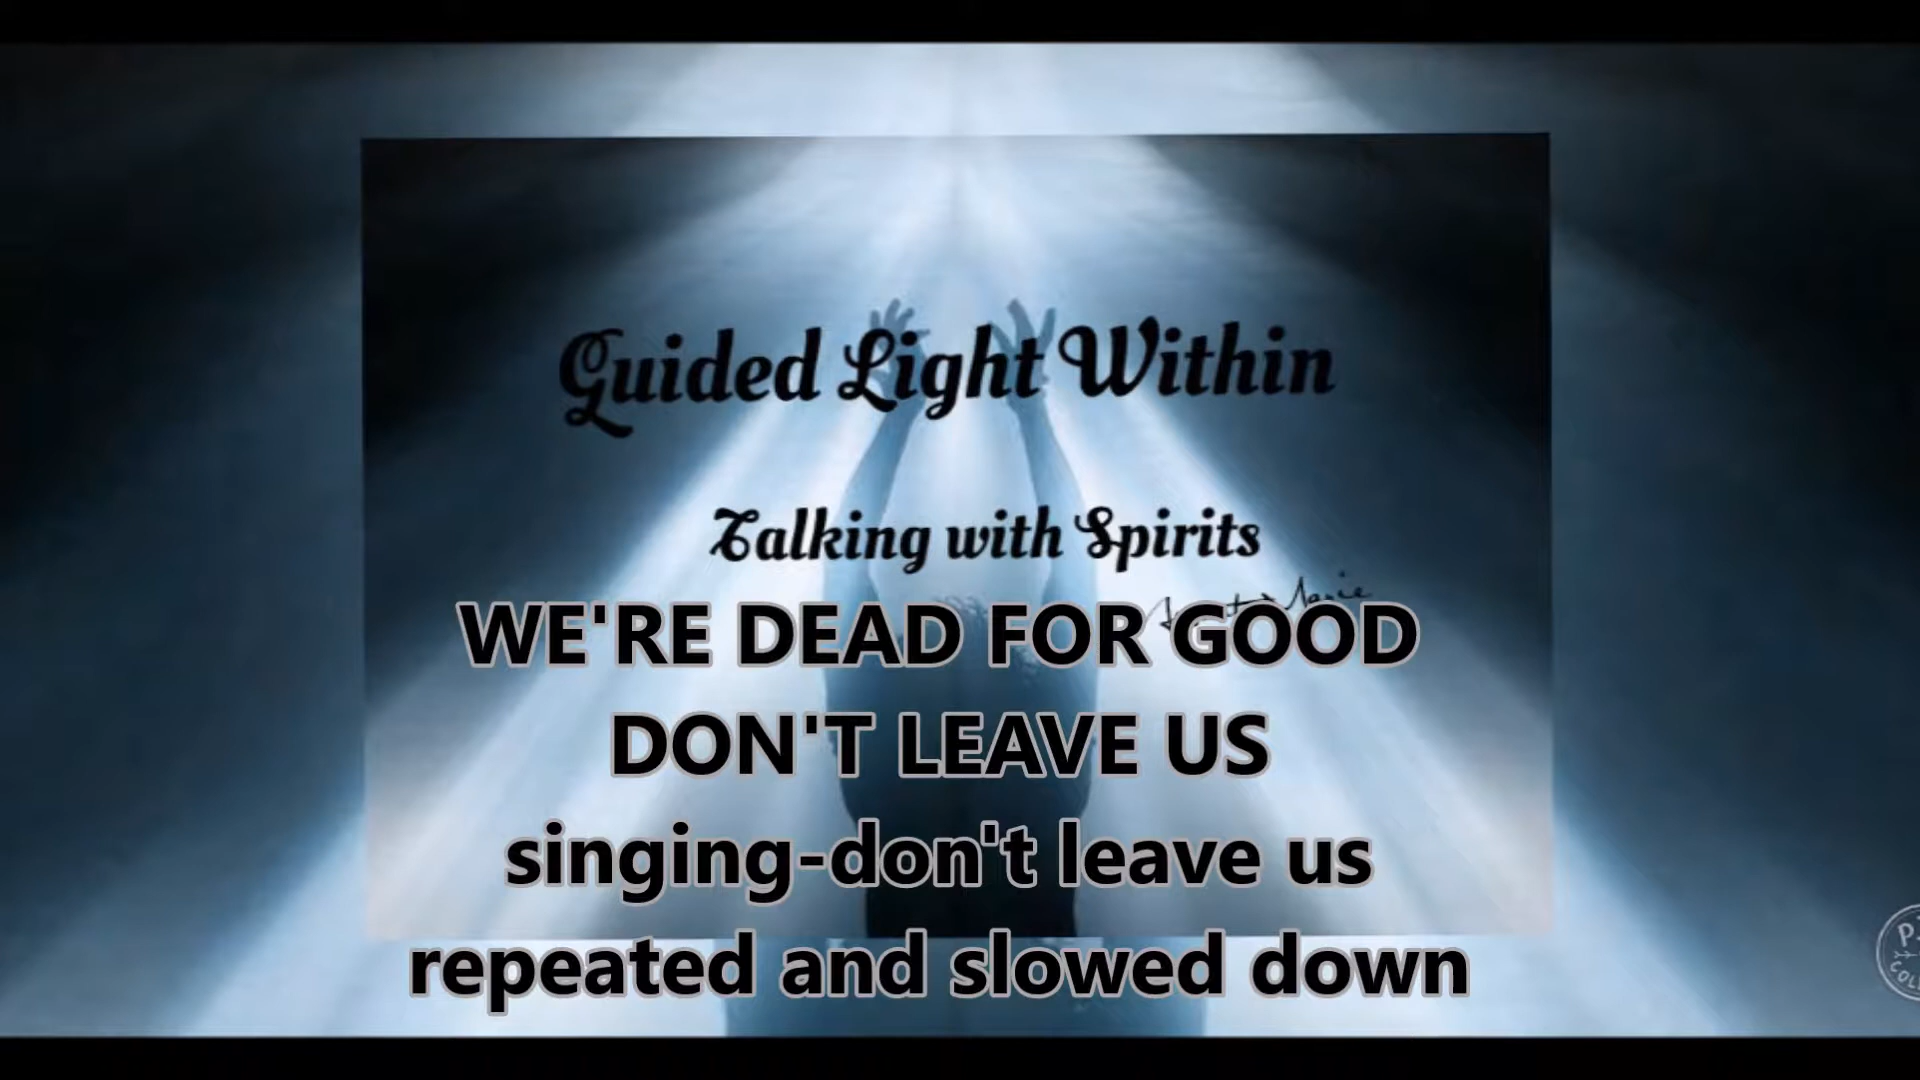 Guided Light Within
Talking with Spirits
WE'RE DEAD FOR GOOD
DON'T LEAVE US
singing-don't leave us
repeated and slowed down